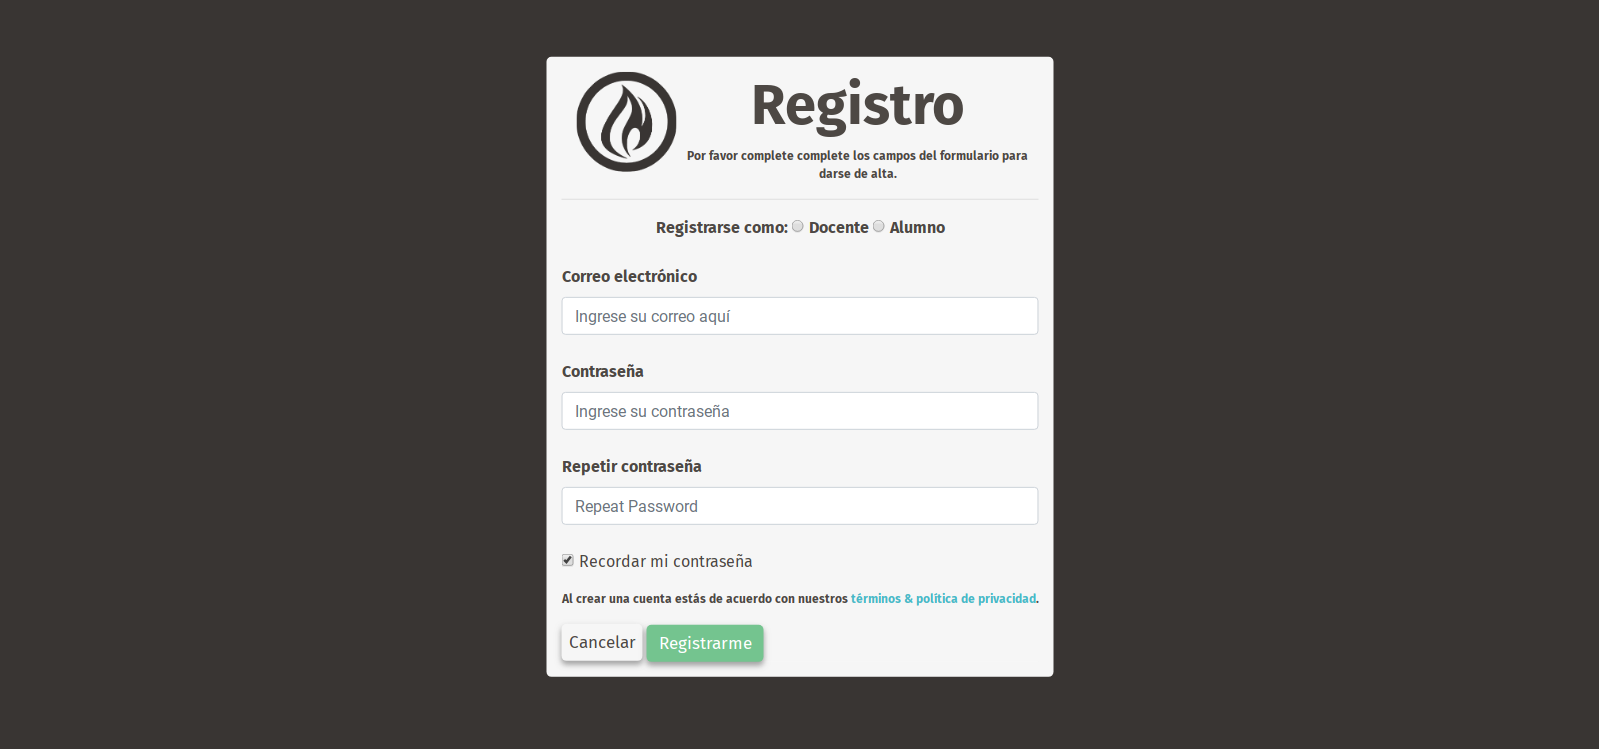 Registro
Por favor complete complete los campos del formulario para
darse de alta.
Registrarse como: Docente Alumno
Correo electrónico
Ingrese su correo aquí
Contraseña
Ingrese su contraseña
Repetir contraseña
Repeat Password
Recordar mi contraseña
Al crear una cuenta estás de acuerdo con nuestros términos & política de privacidad.
Cancelar Registrarme